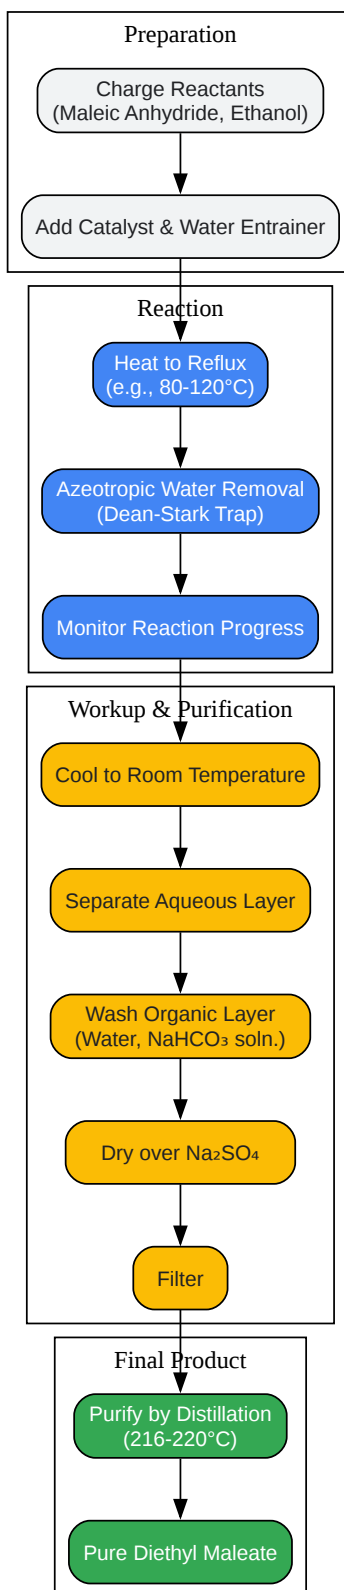 Preparation
Charge Reactants
(Maleic Anhydride, Ethanol)
Add Catalyst & Water Entrainer
Reaction
Heat to Reflux
(e.g., 80-120°C)
Azeotropic Water Removal
(Dean-Stark Trap)
Monitor Reaction Progress
Workup & Purification
Cool to Room Temperature
Separate Aqueous Layer
Wash Organic Layer
(Water, NaHCO₃ soln.)
Dry over Na₂SO₄
Filter
Final Product
Purify by Distillation
(216-220°C)
Pure Diethyl Maleate